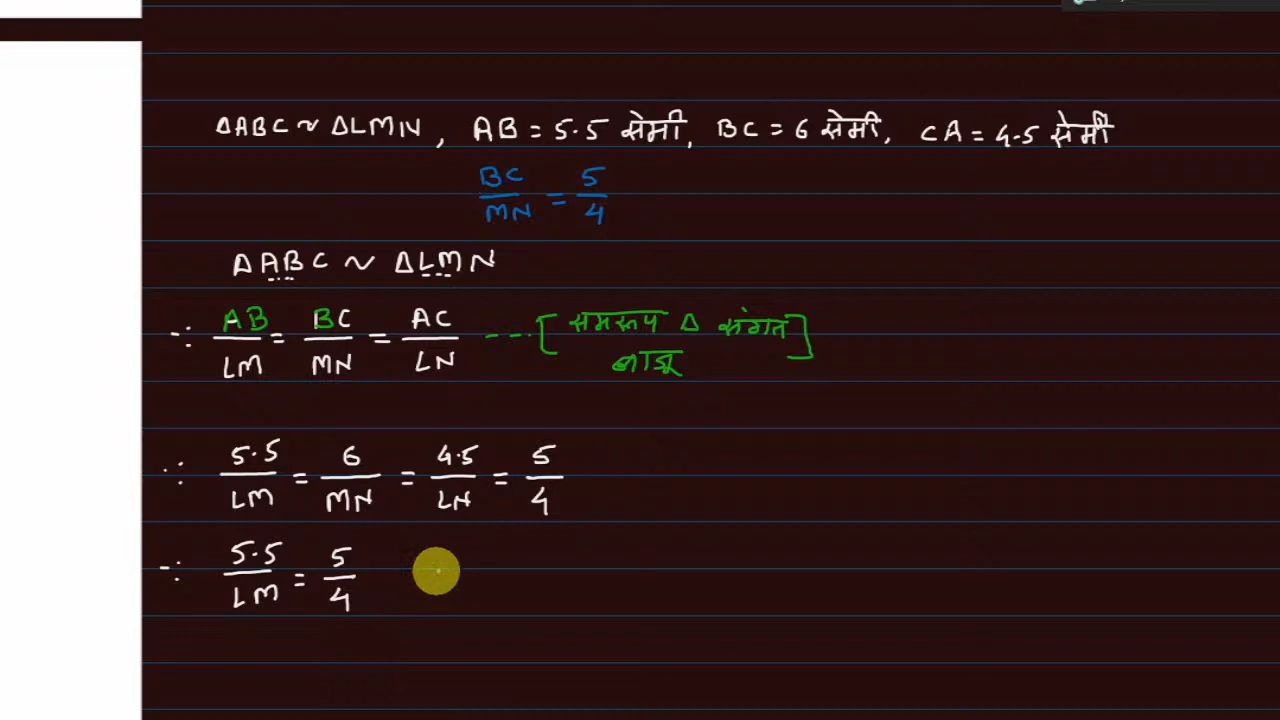 ΔABC ~ ΔLMN, AB = 5.5 सेमी, BC = 6 सेमी, CA = 4.5 सेमी
BC/MN = 5/4
ΔABC ~ ΔLMN
∵ AB/LM = BC/MN = AC/LN ---[समरूप Δ संगत
बाजू]
∵ 5.5/LM = 6/MN = 4.5/LN = 5/4
∵ 5.5/LM = 5/4